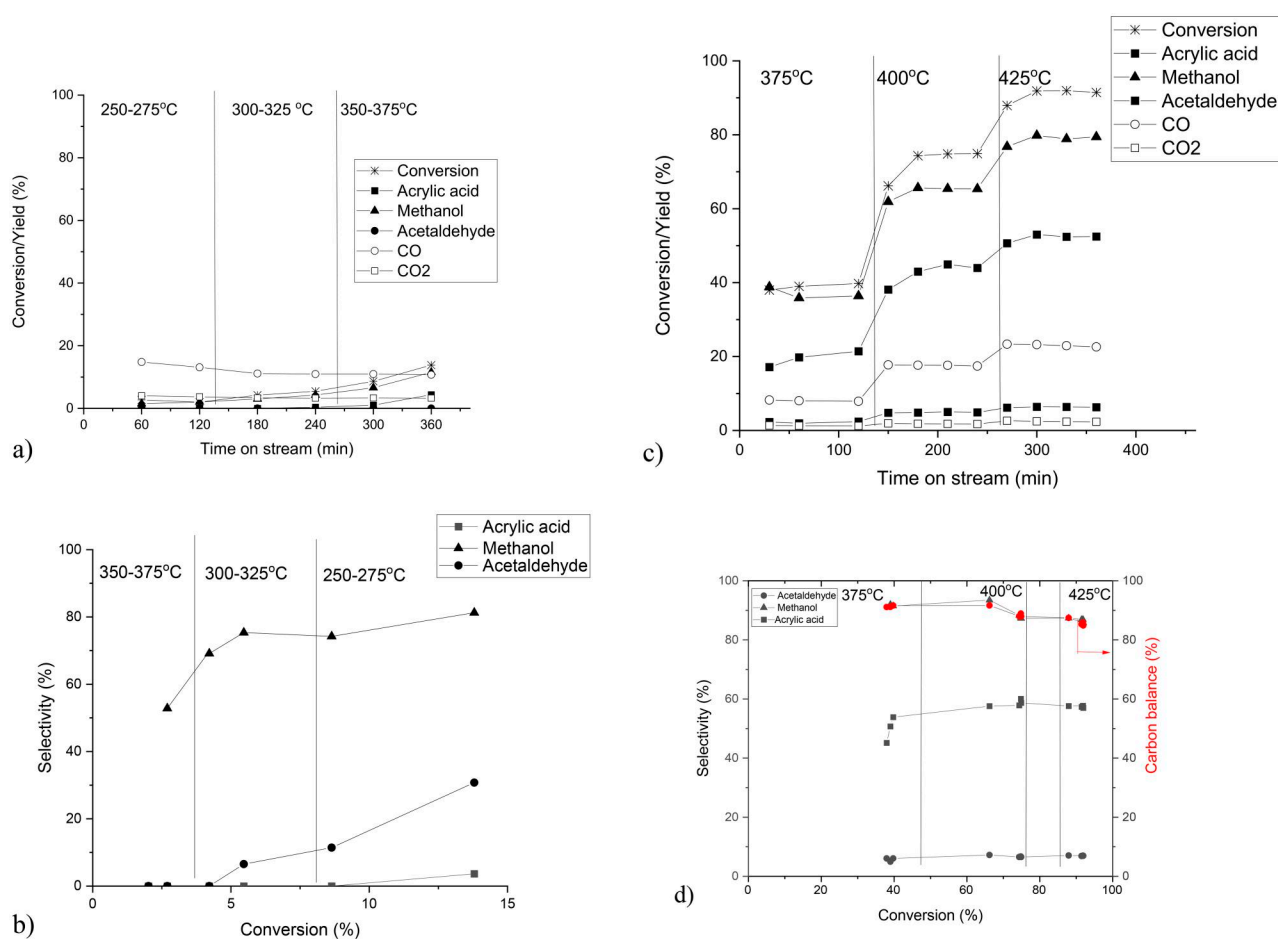 100
80
60
40
20
0
Conversion/Yield (%)
250-275°C
300-325 °C
350-375°C
Conversion
Acrylic acid
Methanol
Acetaldehyde
CO
CO2
0 60 120 180 240 300 360
Time on stream (min)
a)
100
80
60
40
20
0
Selectivity (%)
350-375°C
300-325°C
250-275°C
Acrylic acid
Methanol
Acetaldehyde
0 5 10 15
Conversion (%)
b)
100
80
60
40
20
0
Conversion/Yield (%)
375°C
400°C
425°C
Conversion
Acrylic acid
Methanol
Acetaldehyde
CO
CO2
0 100 200 300 400
Time on stream (min)
c)
100
80
60
40
20
0
Selectivity (%)
Acetaldehyde
Methanol
Acrylic acid
375°C
400°C
425°C
100
80
60
40
20
0
Carbon balance (%)
0 20 40 60 80 100
Conversion (%)
d)